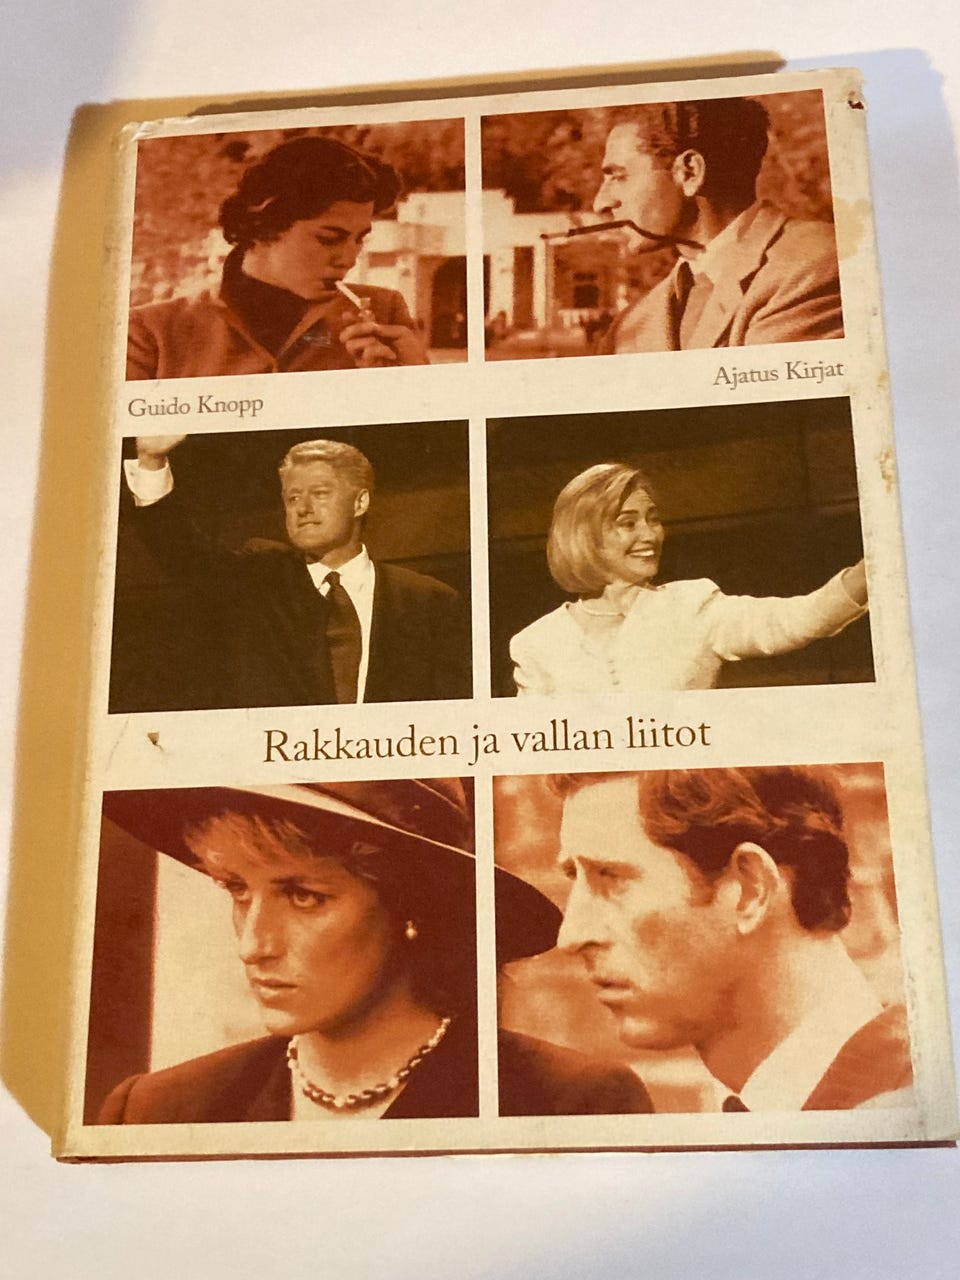 Guido Knopp
Ajatus Kirjat
Rakkauden ja vallan liitot